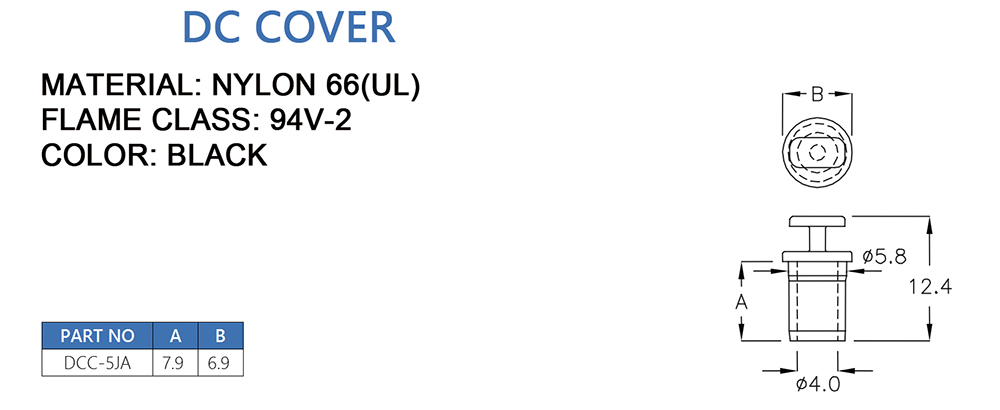 DC COVER
MATERIAL: NYLON 66(UL)
FLAME CLASS: 94V-2
COLOR: BLACK
B
ø5.8
12.4
A
ø4.0
PART NO A B
DCC-5JA 7.9 6.9